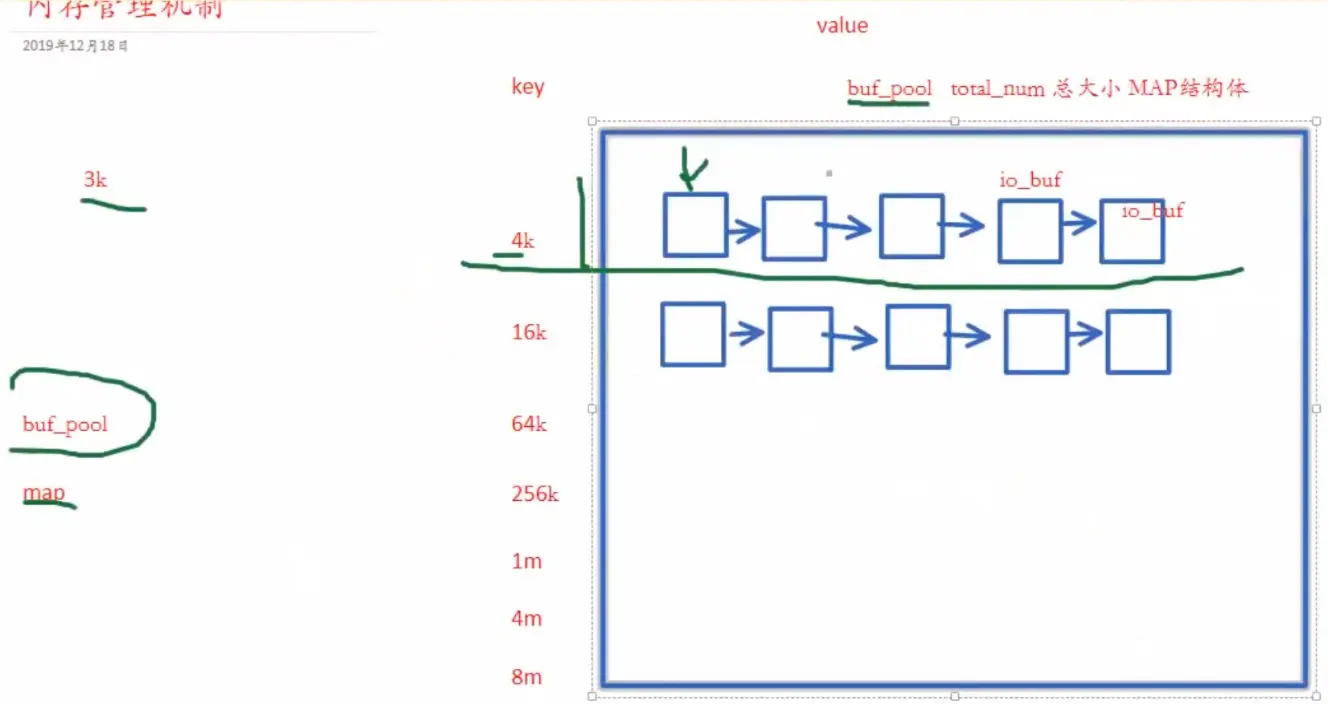 内存管理机制
2019年12月18日
value
key
buf_pool total_num 总大小 MAP结构体
3k
io_buf
io_buf
4k
16k
buf_pool
64k
map
256k
1m
4m
8m